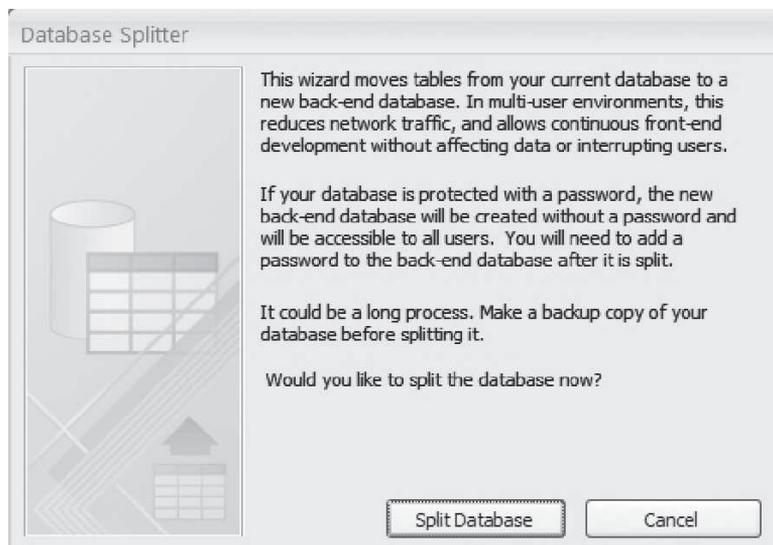 Database Splitter
This wizard moves tables from your current database to a
new back-end database. In multi-user environments, this
reduces network traffic, and allows continuous front-end
development without affecting data or interrupting users.
If your database is protected with a password, the new
back-end database will be created without a password and
will be accessible to all users. You will need to add a
password to the back-end database after it is split.
It could be a long process. Make a backup copy of your
database before splitting it.
Would you like to split the database now?
Split Database
Cancel